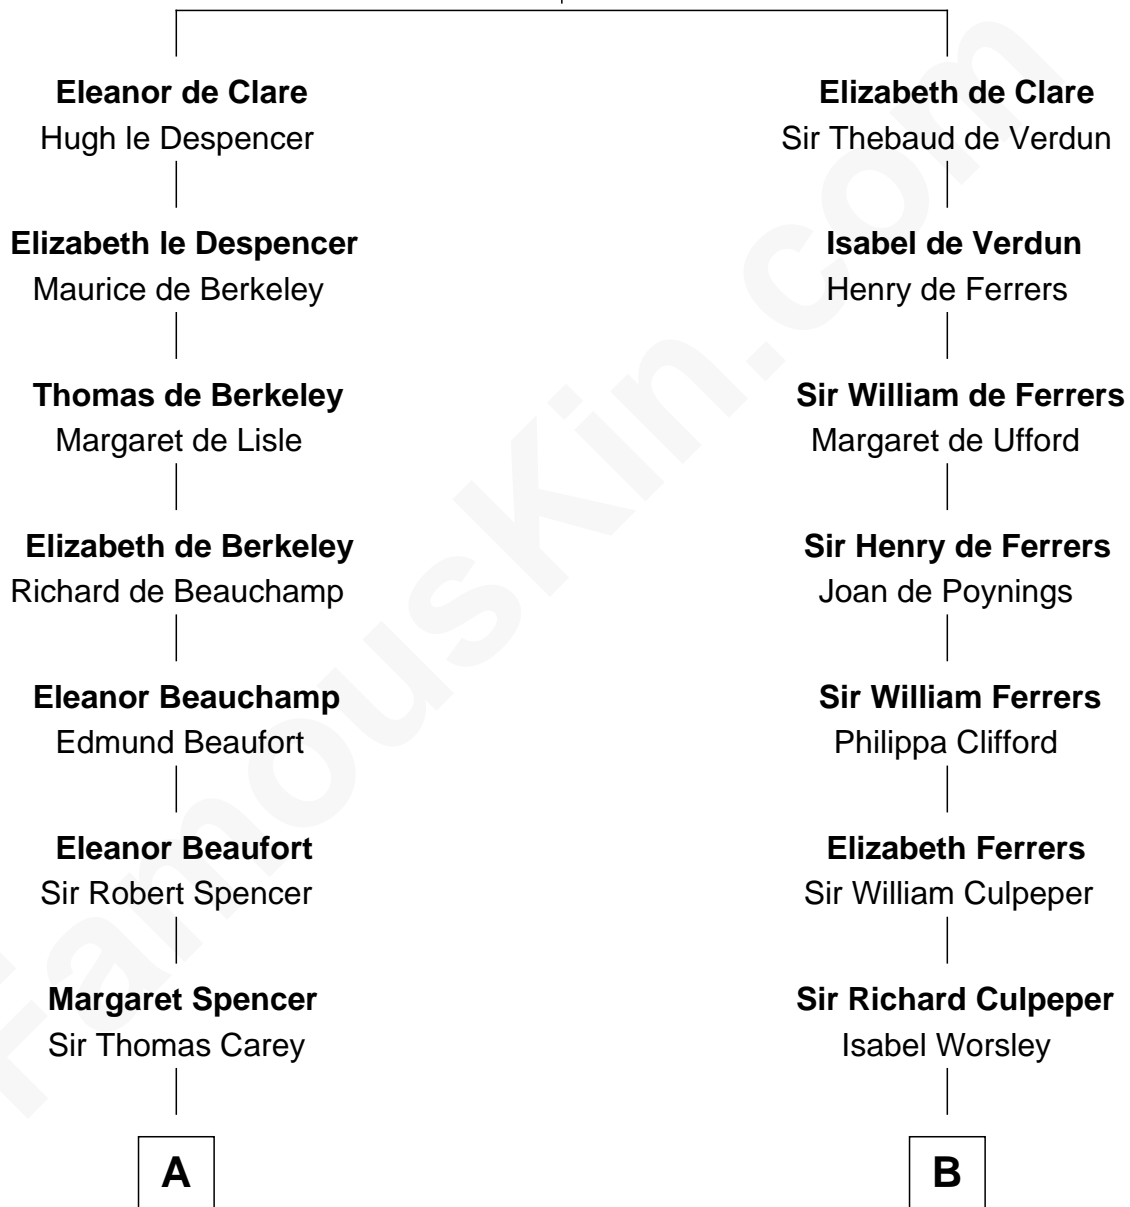 Eleanor de Clare
Hugh le Despencer
Elizabeth le Despencer
Maurice de Berkeley
Thomas de Berkeley
Margaret de Lisle
Elizabeth de Berkeley
Richard de Beauchamp
Eleanor Beauchamp
Edmund Beaufort
Eleanor Beaufort
Sir Robert Spencer
Margaret Spencer
Sir Thomas Carey
A
Elizabeth de Clare
Sir Thebaud de Verdun
Isabel de Verdun
Henry de Ferrers
Sir William de Ferrers
Margaret de Ufford
Sir Henry de Ferrers
Joan de Poynings
Sir William Ferrers
Philippa Clifford
Elizabeth Ferrers
Sir William Culpeper
Sir Richard Culpeper
Isabel Worsley
B
FamousKin.com